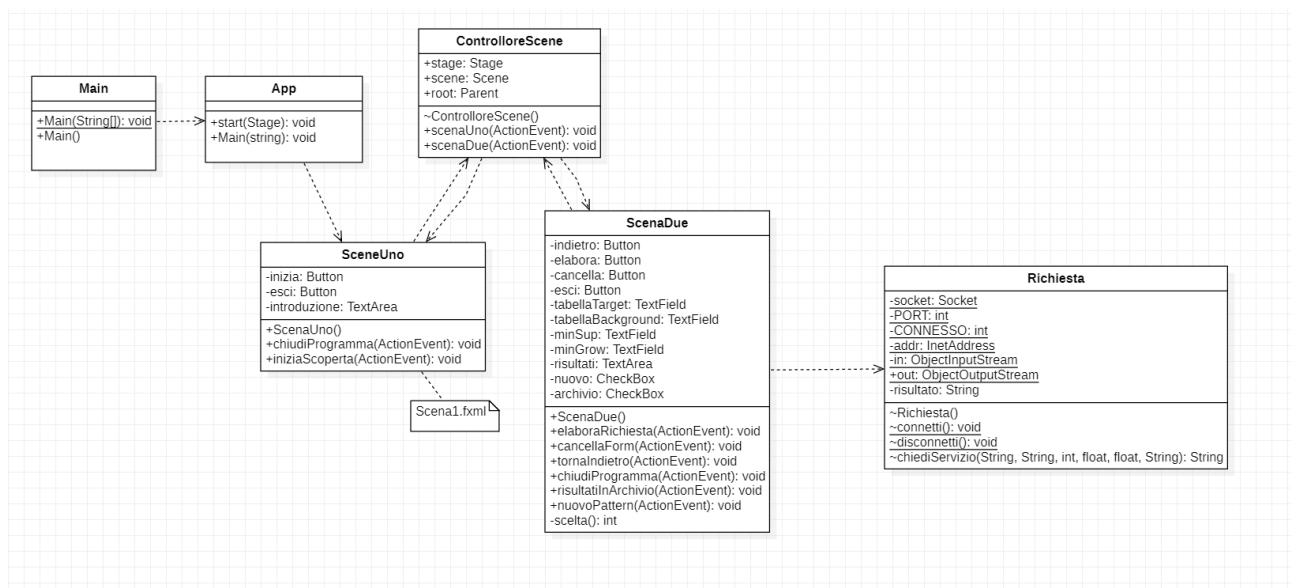 Main
+Main(String[]): void
+Main()
App
+start(Stage): void
+Main(string): void
ControlloreScene
+stage: Stage
+scene: Scene
+root: Parent
~ControlloreScene()
+scenaUno(ActionEvent): void
+scenaDue(ActionEvent): void
SceneUno
-inizia: Button
-esci: Button
-introduzione: TextArea
+ScenaUno()
+chiudiProgramma(ActionEvent): void
+iniziaScoperta(ActionEvent): void
Scena1.fxml
ScenaDue
-indietro: Button
-elabora: Button
-cancella: Button
-esci: Button
-tabellaTarget: TextField
-tabellaBackground: TextField
-minSup: TextField
-minGrow: TextField
-risultati: TextArea
-nuovo: CheckBox
-archivio: CheckBox
+ScenaDue()
+elaboraRichiesta(ActionEvent): void
+cancellaForm(ActionEvent): void
+tornaIndietro(ActionEvent): void
+chiudiProgramma(ActionEvent): void
+risultatiInArchivio(ActionEvent): void
+nuovoPattern(ActionEvent): void
-scelta(): int
Richiesta
-socket: Socket
-PORT: int
-CONNESSO: int
-addr: InetAddress
-in: ObjectInputStream
+out: ObjectOutputStream
-risultato: String
~Richiesta()
~connetti(): void
~disconnetti(): void
~chiediServizio(String, String, int, float, float, String): String